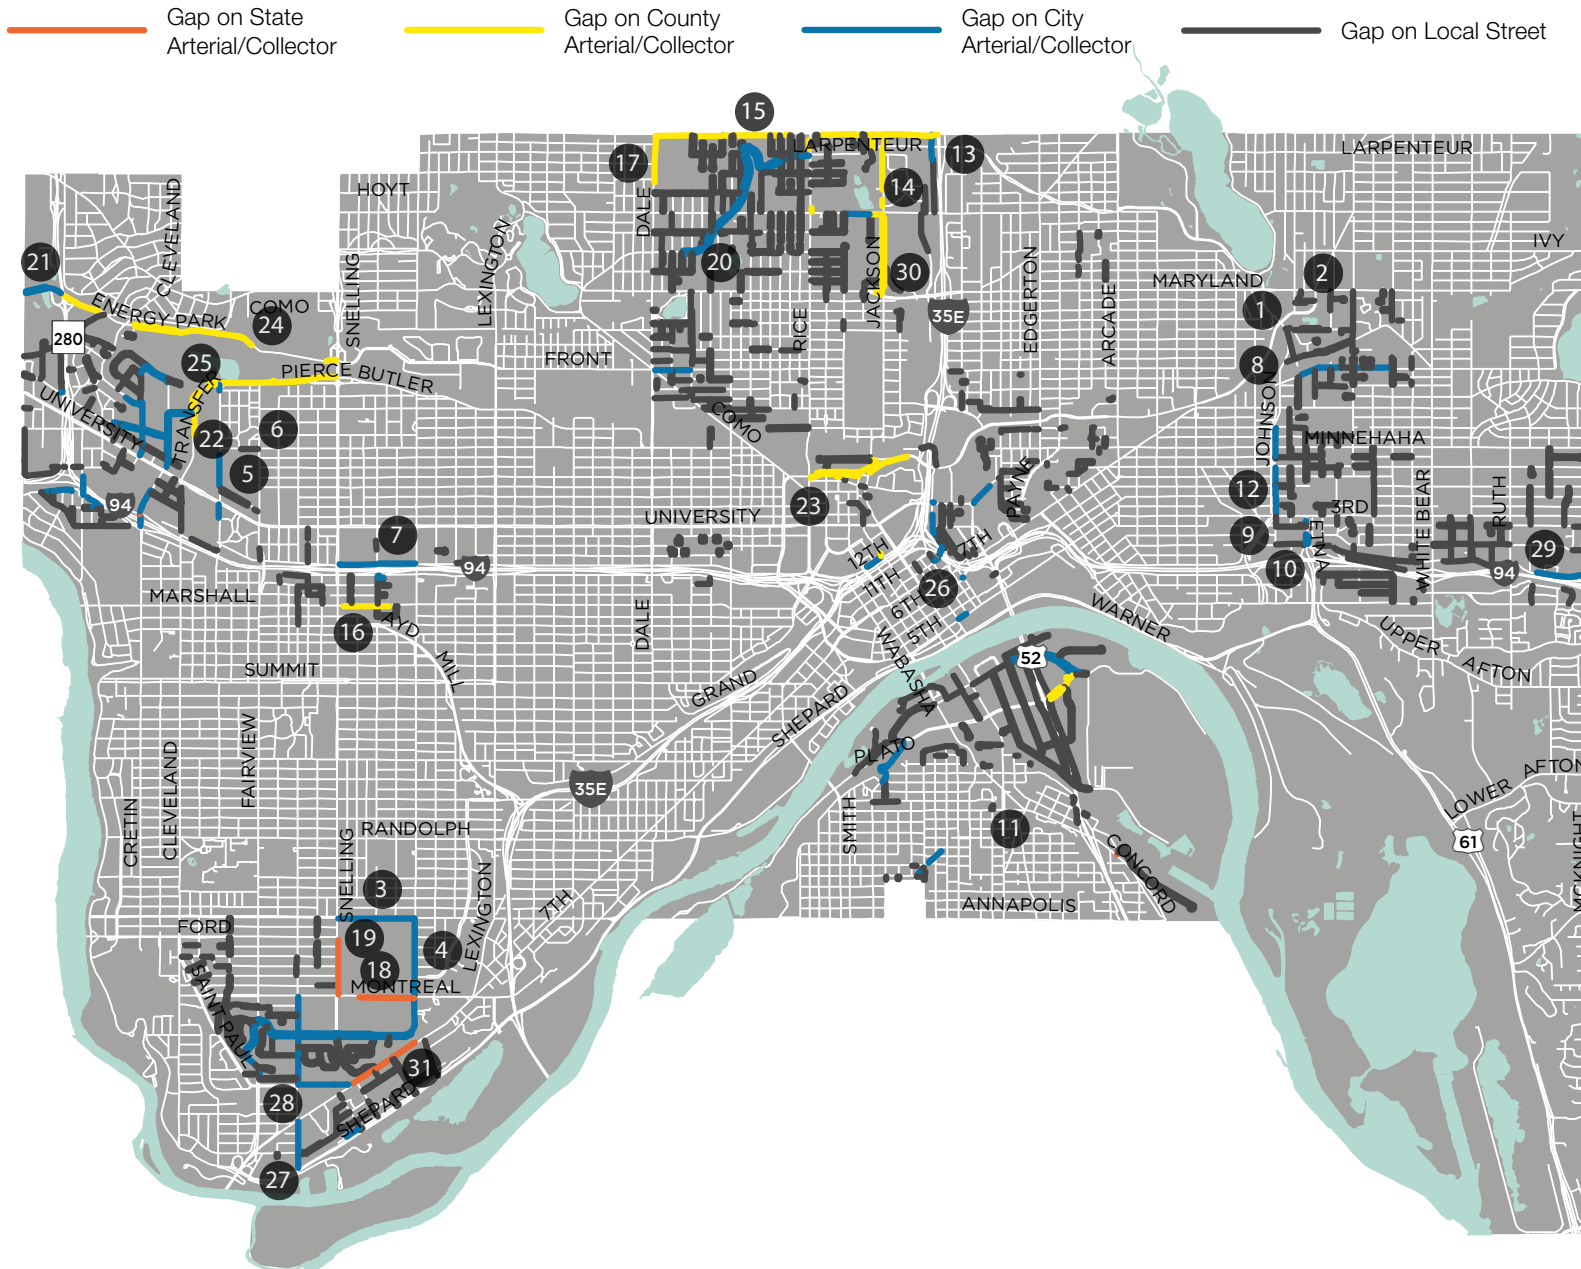 Gap on State
Arterial/Collector
Gap on County
Arterial/Collector
Gap on City
Arterial/Collector
Gap on Local Street
15
LARPENTEUR
13
LARPENTEUR
17
HOYT
CLEVELAND
DALE
14
LEXINGTON
IVY
21
20
30
JACKSON
EDGERTON
MARYLAND
2
1
ENERGY PARK
COMO
24
SNELLING
35E
ARCADE
RICE
280
25
FRONT
8
PIERCE BUTLER
TRANSFER
UNIVERSITY
22
6
COMO
JOHNSON
MINNEHAHA
5
PAYNE
12
WHITE BEAR
RUTH
94
23
3RD
UNIVERSITY
7
12TH
7TH
9
ETNA
29
94
11TH
26
10
94
MARSHALL
6TH
5TH
WARNER
16
AYD
MILL
DALE
WABASHA
UPPER
AFTON
SUMMIT
52
GRAND
SHEPARD
FAIRVIEW
PLATO
CLEVELAND
CRETIN
35E
AFTON
LOWER
RANDOLPH
SMITH
11
61
CONCORD
MCKNIGHT
SNELLING
3
LEXINGTON
7TH
ANNAPOLIS
FORD
19
4
18
SAINT PAUL
MONTREAL
31
28
SHEPARD
27